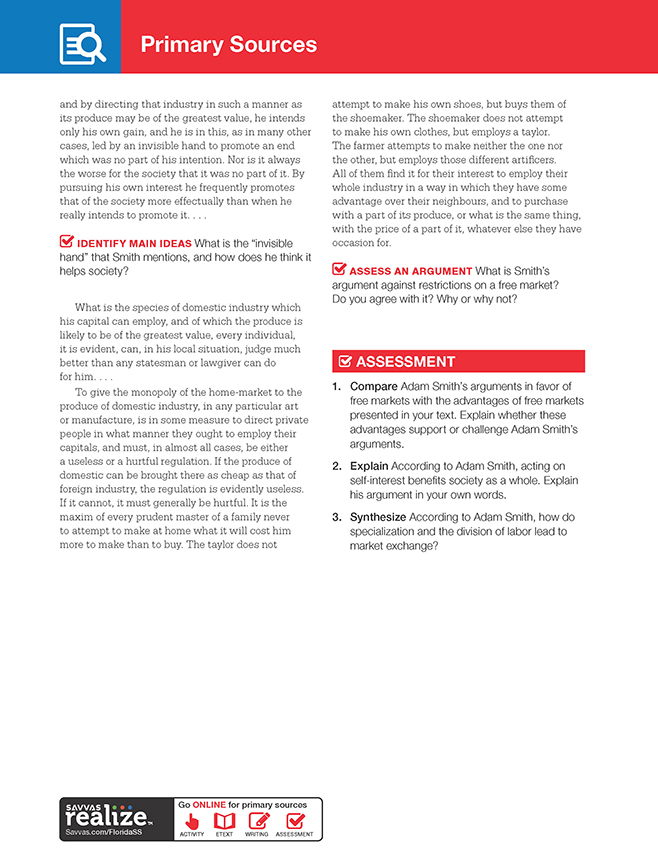 Primary Sources
and by directing that industry in such a manner as
its produce may be of the greatest value, he intends
only his own gain, and he is in this, as in many other
cases, led by an invisible hand to promote an end
which was no part of his intention. Nor is it always
the worse for the society that it was no part of it. By
pursuing his own interest he frequently promotes
that of the society more effectually than when he
really intends to promote it. . . .
IDENTIFY MAIN IDEAS What is the “invisible
hand” that Smith mentions, and how does he think it
helps society?
What is the species of domestic industry which
his capital can employ, and of which the produce is
likely to be of the greatest value, every individual,
it is evident, can, in his local situation, judge much
better than any statesman or lawgiver can do
for him. . . .
To give the monopoly of the home-market to the
produce of domestic industry, in any particular art
or manufacture, is in some measure to direct private
people in what manner they ought to employ their
capitals, and must, in almost all cases, be either
a useless or a hurtful regulation. If the produce of
domestic can be brought there as cheap as that of
foreign industry, the regulation is evidently useless.
If it cannot, it must generally be hurtful. It is the
maxim of every prudent master of a family never
to attempt to make at home what it will cost him
more to make than to buy. The taylor does not
attempt to make his own shoes, but buys them of
the shoemaker. The shoemaker does not attempt
to make his own clothes, but employs a taylor.
The farmer attempts to make neither the one nor
the other, but employs those different artificers.
All of them find it for their interest to employ their
whole industry in a way in which they have some
advantage over their neighbours, and to purchase
with a part of its produce, or what is the same thing,
with the price of a part of it, whatever else they have
occasion for.
ASSESS AN ARGUMENT What is Smith’s
argument against restrictions on a free market?
Do you agree with it? Why or why not?
ASSESSMENT
1. Compare Adam Smith’s arguments in favor of
free markets with the advantages of free markets
presented in your text. Explain whether these
advantages support or challenge Adam Smith’s
arguments.
2. Explain According to Adam Smith, acting on
self-interest benefits society as a whole. Explain
his argument in your own words.
3. Synthesize According to Adam Smith, how do
specialization and the division of labor lead to
market exchange?
SAVVAS
realize™
Savvas.com/FloridaSS
Go ONLINE for primary sources
ACTIVITY ETEXT WRITING ASSESSMENT